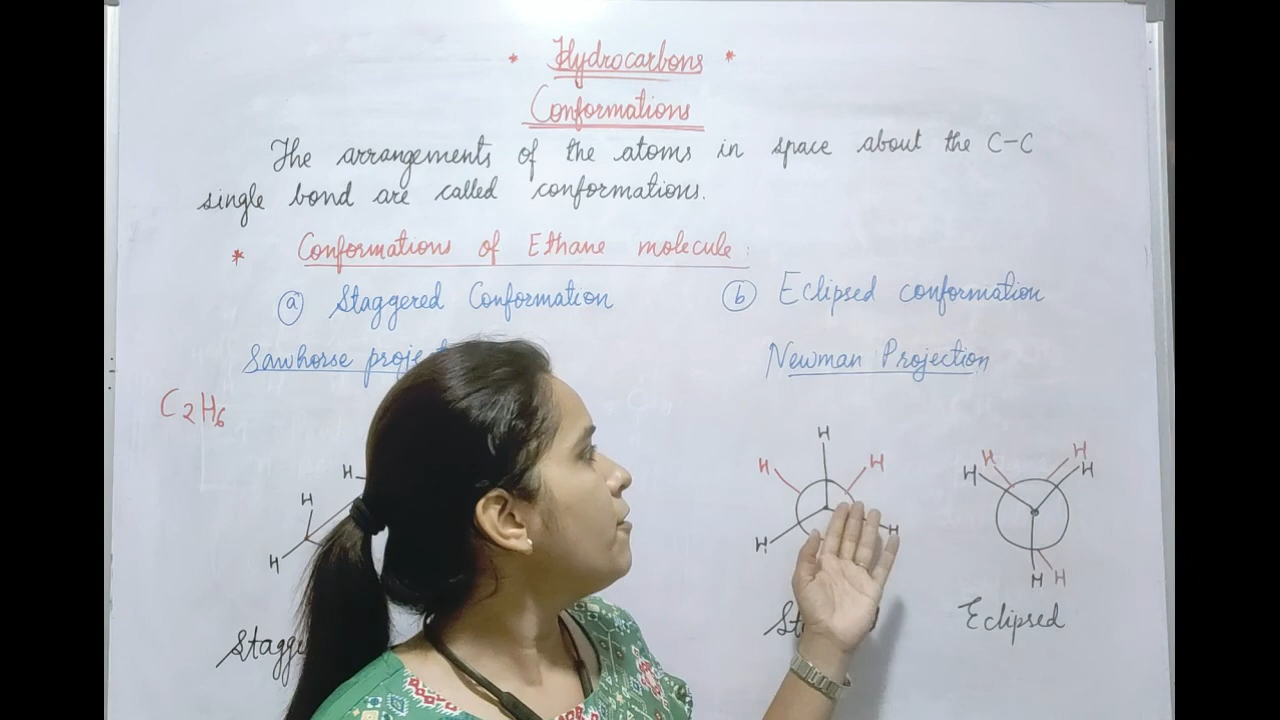 * Hydrocarbons *
Conformations
The arrangements of the atoms in space about the C-C
single bond are called conformations.
* Conformations of Ethane molecule:
(a) Staggered Conformation
(b) Eclipsed conformation
Sawhorse
Newman Projection
C2H6
H
H
H
H
H H
H H
H H
H H
Eclipsed